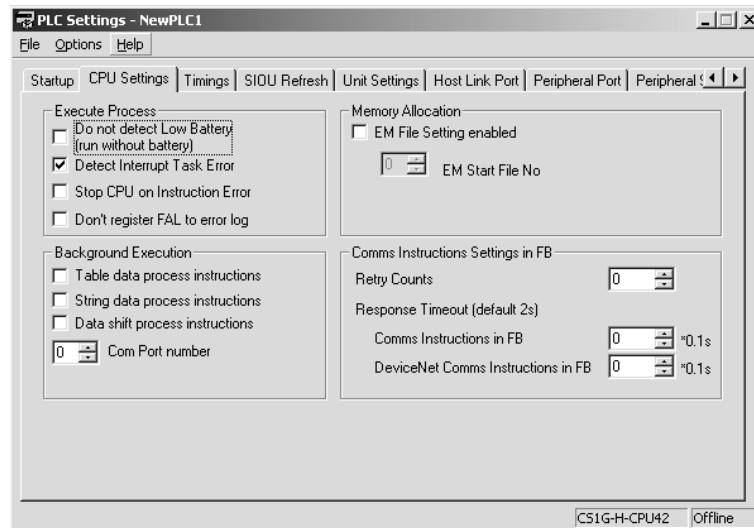 PLC Settings - NewPLC1
File Options Help
Startup CPU Settings Timings SIOU Refresh Unit Settings Host Link Port Peripheral Port Peripheral
Execute Process
Do not detect Low Battery
(run without battery)
Detect Interrupt Task Error
Stop CPU on Instruction Error
Don't register FAL to error log
Memory Allocation
EM File Setting enabled
0 EM Start File No
Background Execution
Table data process instructions
String data process instructions
Data shift process instructions
0 Com Port number
Comms Instructions Settings in FB
Retry Counts 0
Response Timeout (default 2s)
Comms Instructions in FB 0 *0.1s
DeviceNet Comms Instructions in FB 0 *0.1s
CS1G-H-CPU42 Offline